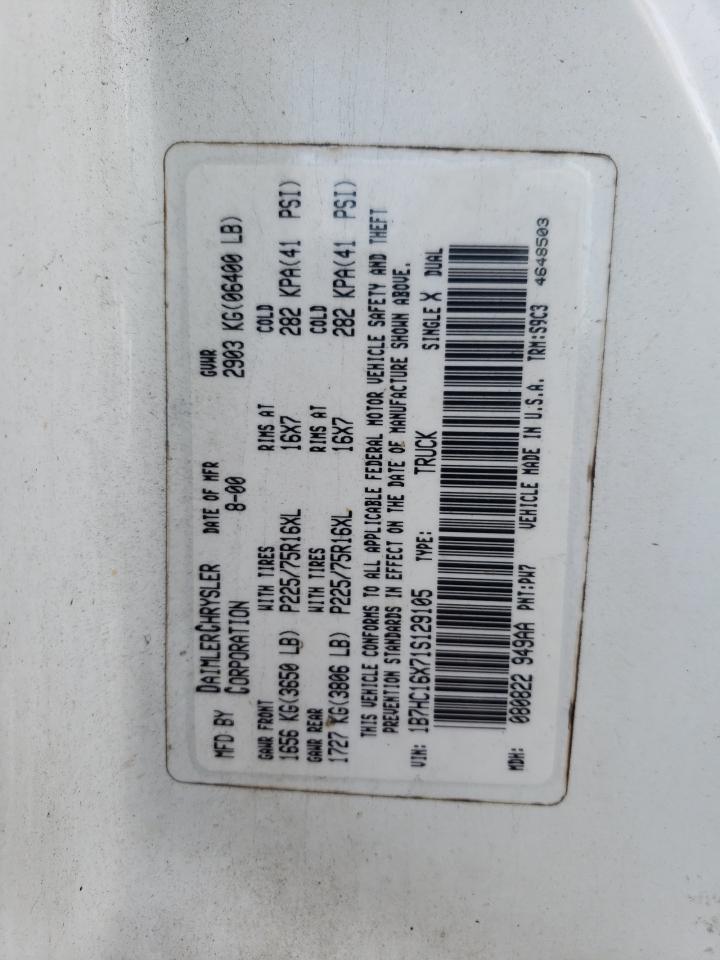 MFD BY DAIMLERCHRYSLER DATE OF MFR GVWR
CORPORATION 8-00 2903 KG(06400 LB)
GAWR FRONT WITH TIRES RIMS AT COLD
1656 KG(3650 LB) P225/75R16XL 16X7 282 KPA(41 PSI)
GAWR REAR WITH TIRES RIMS AT COLD
1727 KG(3806 LB) P225/75R16XL 16X7 282 KPA(41 PSI)
THIS VEHICLE CONFORMS TO ALL APPLICABLE FEDERAL MOTOR VEHICLE SAFETY AND THEFT
PREVENTION STANDARDS IN EFFECT ON THE DATE OF MANUFACTURE SHOWN ABOVE.
VIN: 1B7HC16X71S129105 TYPE: TRUCK SINGLE X DUAL
MDH: 080822 949AA PNT:PW7 VEHICLE MADE IN U.S.A. TRM:S9C3 4648503